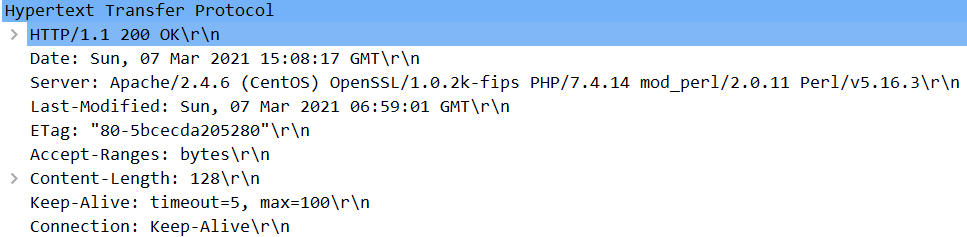 Hypertext Transfer Protocol
HTTP/1.1 200 OK\r\n
Date: Sun, 07 Mar 2021 15:08:17 GMT\r\n
Server: Apache/2.4.6 (CentOS) OpenSSL/1.0.2k-fips PHP/7.4.14 mod_perl/2.0.11 Perl/v5.16.3\r\n
Last-Modified: Sun, 07 Mar 2021 06:59:01 GMT\r\n
ETag: "80-5bcecda205280"\r\n
Accept-Ranges: bytes\r\n
Content-Length: 128\r\n
Keep-Alive: timeout=5, max=100\r\n
Connection: Keep-Alive\r\n